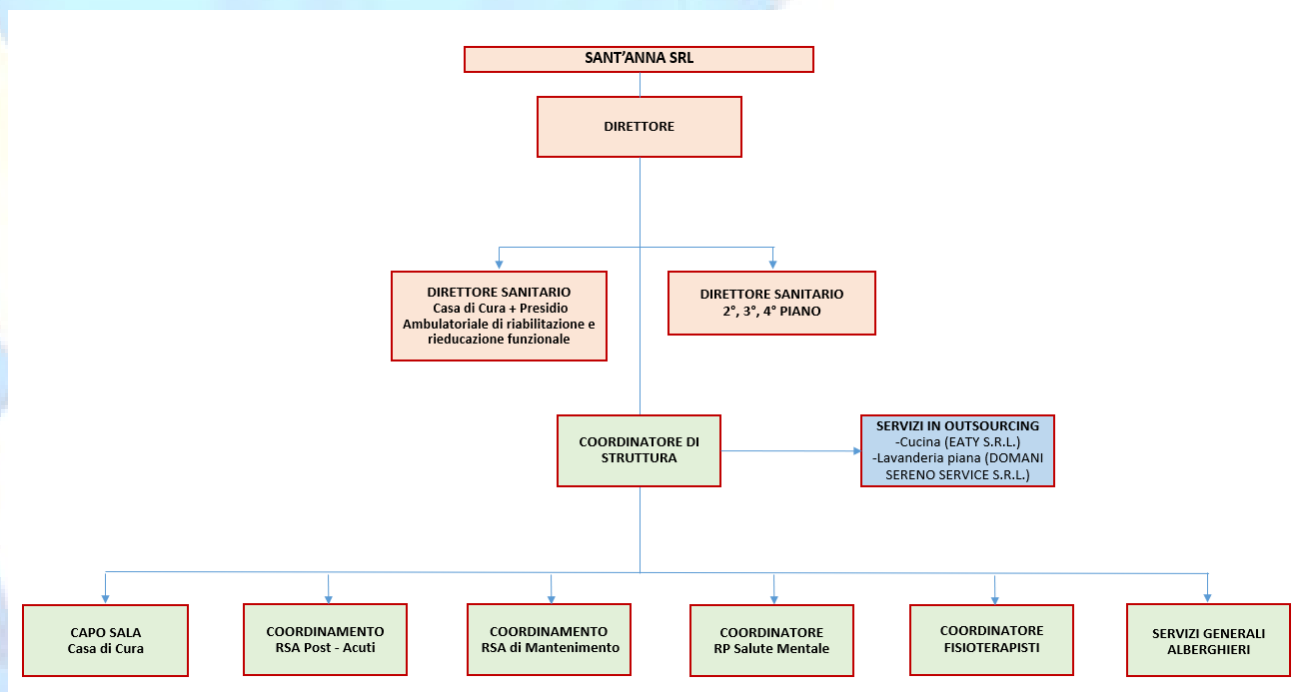 SANT'ANNA SRL
DIRETTORE
DIRETTORE SANITARIO
Casa di Cura + Presidio
Ambulatoriale di riabilitazione e
rieducazione funzionale
DIRETTORE SANITARIO
2°, 3°, 4° PIANO
COORDINATORE DI
STRUTTURA
SERVIZI IN OUTSOURCING
-Cucina (EATY S.R.L.)
-Lavanderia piana (DOMANI
SERENO SERVICE S.R.L.)
CAPO SALA
Casa di Cura
COORDINAMENTO
RSA Post - Acuti
COORDINAMENTO
RSA di Mantenimento
COORDINATORE
RP Salute Mentale
COORDINATORE
FISIOTERAPISTI
SERVIZI GENERALI
ALBERGHIERI